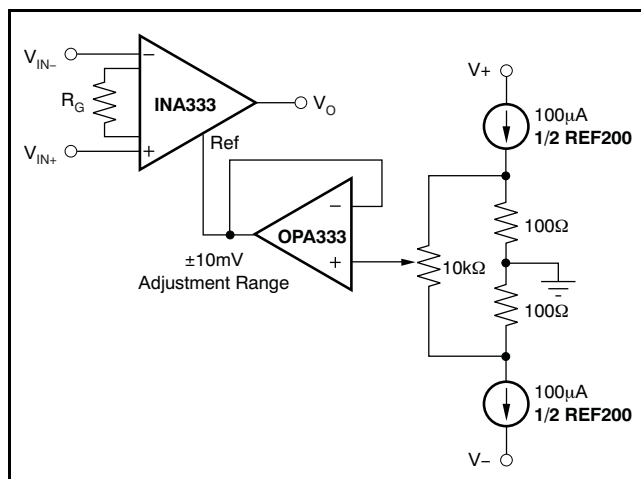 V+
V_IN−
−
100μA
1/2 REF200
R_G
INA333
V_O
V_IN+
+
Ref
−
100Ω
OPA333
±10mV
Adjustment Range
+
10kΩ
100Ω
100μA
1/2 REF200
V−